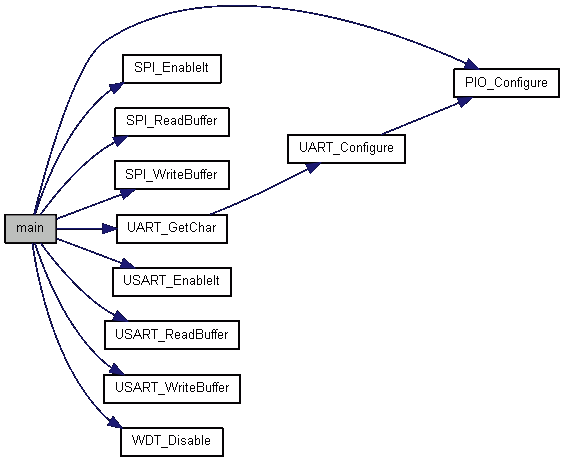 SPI_EnableIt
PIO_Configure
SPI_ReadBuffer
UART_Configure
SPI_WriteBuffer
main
UART_GetChar
USART_EnableIt
USART_ReadBuffer
USART_WriteBuffer
WDT_Disable